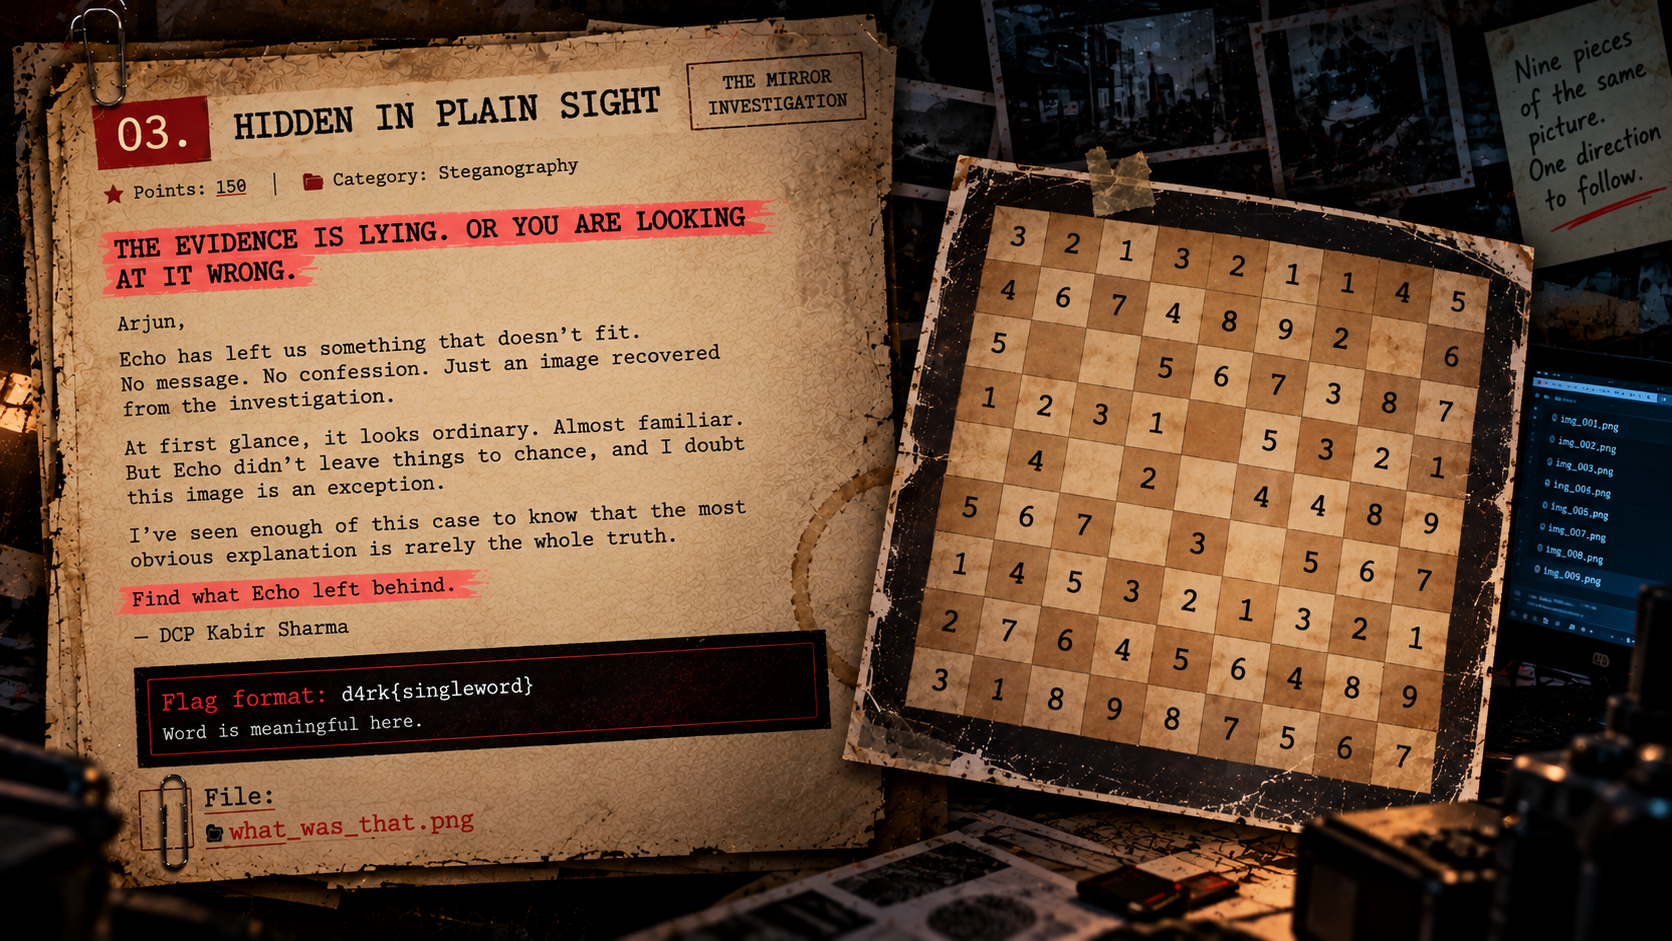 03.
HIDDEN IN PLAIN SIGHT
THE MIRROR
INVESTIGATION
Points: 150 | Category: Steganography
THE EVIDENCE IS LYING. OR YOU ARE LOOKING
AT IT WRONG.
Arjun,
Echo has left us something that doesn’t fit.
No message. No confession. Just an image recovered
from the investigation.
At first glance, it looks ordinary. Almost familiar.
But Echo didn’t leave things to chance, and I doubt
this image is an exception.
I’ve seen enough of this case to know that the most
obvious explanation is rarely the whole truth.
Find what Echo left behind.
— DCP Kabir Sharma
Flag format: d4rk{singleword}
Word is meaningful here.
File:
what_was_that.png
3 2 1 3 2 1 1 4 5
4 6 7 4 8 9 2 6
5 5 6 7 3 8 7
1 2 3 1 5 3 2 1
4 2 4 4 8 9
5 6 7 3 5 6 7
1 4 5 3 2 1 3 2 1
2 7 6 4 5 6 4 8 9
3 1 8 9 8 7 5 6 7
Nine pieces
of the same
picture.
One direction
to follow.
img_001.png
img_002.png
img_003.png
img_004.png
img_005.png
img_007.png
img_008.png
img_009.png